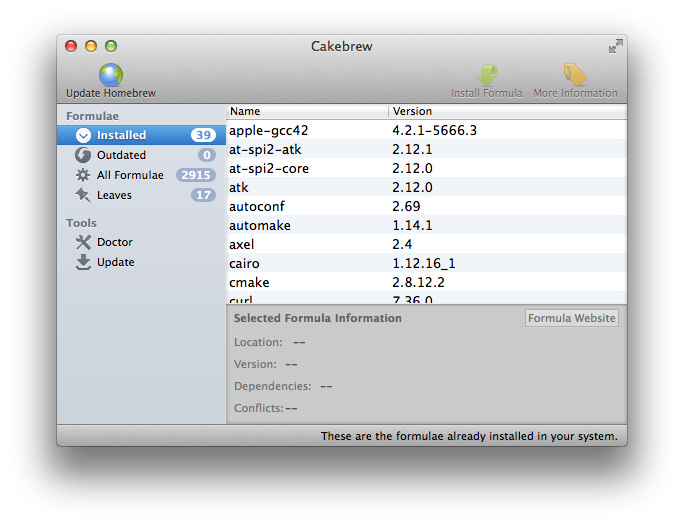 Cakebrew
Update Homebrew
Install Formula
More Information
Formulae
Installed 39
Outdated 0
All Formulae 2915
Leaves 17
Tools
Doctor
Update
Name Version
apple-gcc42 4.2.1-5666.3
at-spi2-atk 2.12.1
at-spi2-core 2.12.0
atk 2.12.0
autoconf 2.69
automake 1.14.1
axel 2.4
cairo 1.12.16_1
cmake 2.8.12.2
curl 7.36.0
Selected Formula Information
Formula Website
Location: --
Version: --
Dependencies: --
Conflicts: --
These are the formulae already installed in your system.